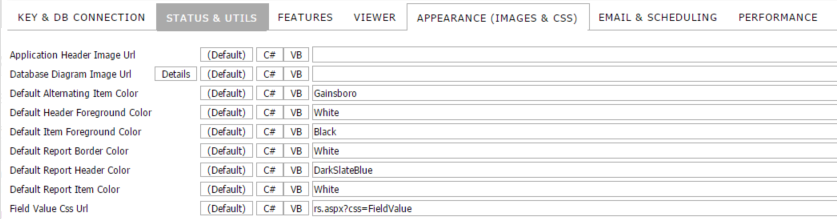 KEY & DB CONNECTION STATUS & UTILS FEATURES VIEWER APPEARANCE (IMAGES & CSS) EMAIL & SCHEDULING PERFORMANCE
Application Header Image Url (Default) C# VB
Database Diagram Image Url Details (Default) C# VB
Default Alternating Item Color (Default) C# VB Gainsboro
Default Header Foreground Color (Default) C# VB White
Default Item Foreground Color (Default) C# VB Black
Default Report Border Color (Default) C# VB White
Default Report Header Color (Default) C# VB DarkSlateBlue
Default Report Item Color (Default) C# VB White
Field Value Css Url (Default) C# VB rs.aspx?css=FieldValue